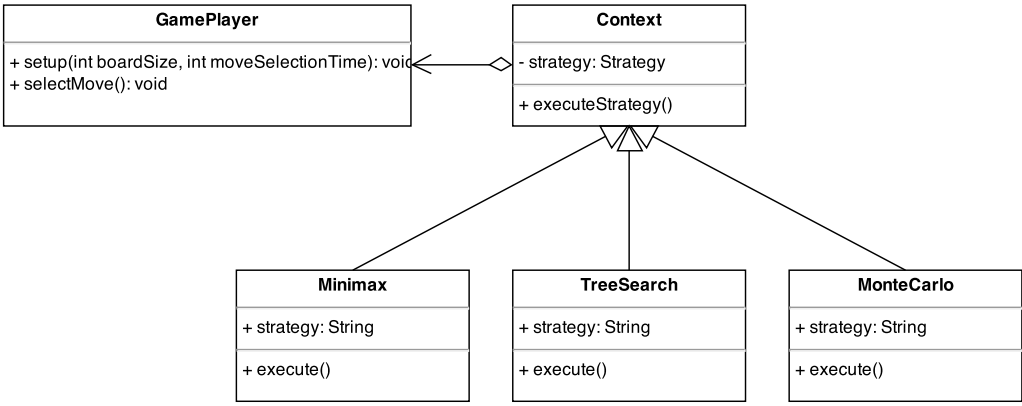 GamePlayer
+ setup(int boardSize, int moveSelectionTime): void
+ selectMove(): void
Context
- strategy: Strategy
+ executeStrategy()
Minimax
+ strategy: String
+ execute()
TreeSearch
+ strategy: String
+ execute()
MonteCarlo
+ strategy: String
+ execute()